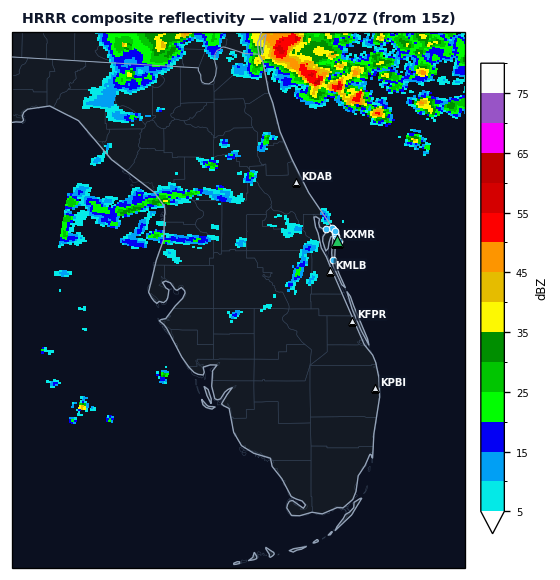 HRRR composite reflectivity — valid 21/07Z (from 15z)
KDAB
KXMR
KMLB
KFPR
KPBI
75
65
55
45
35
25
15
5
dBZ